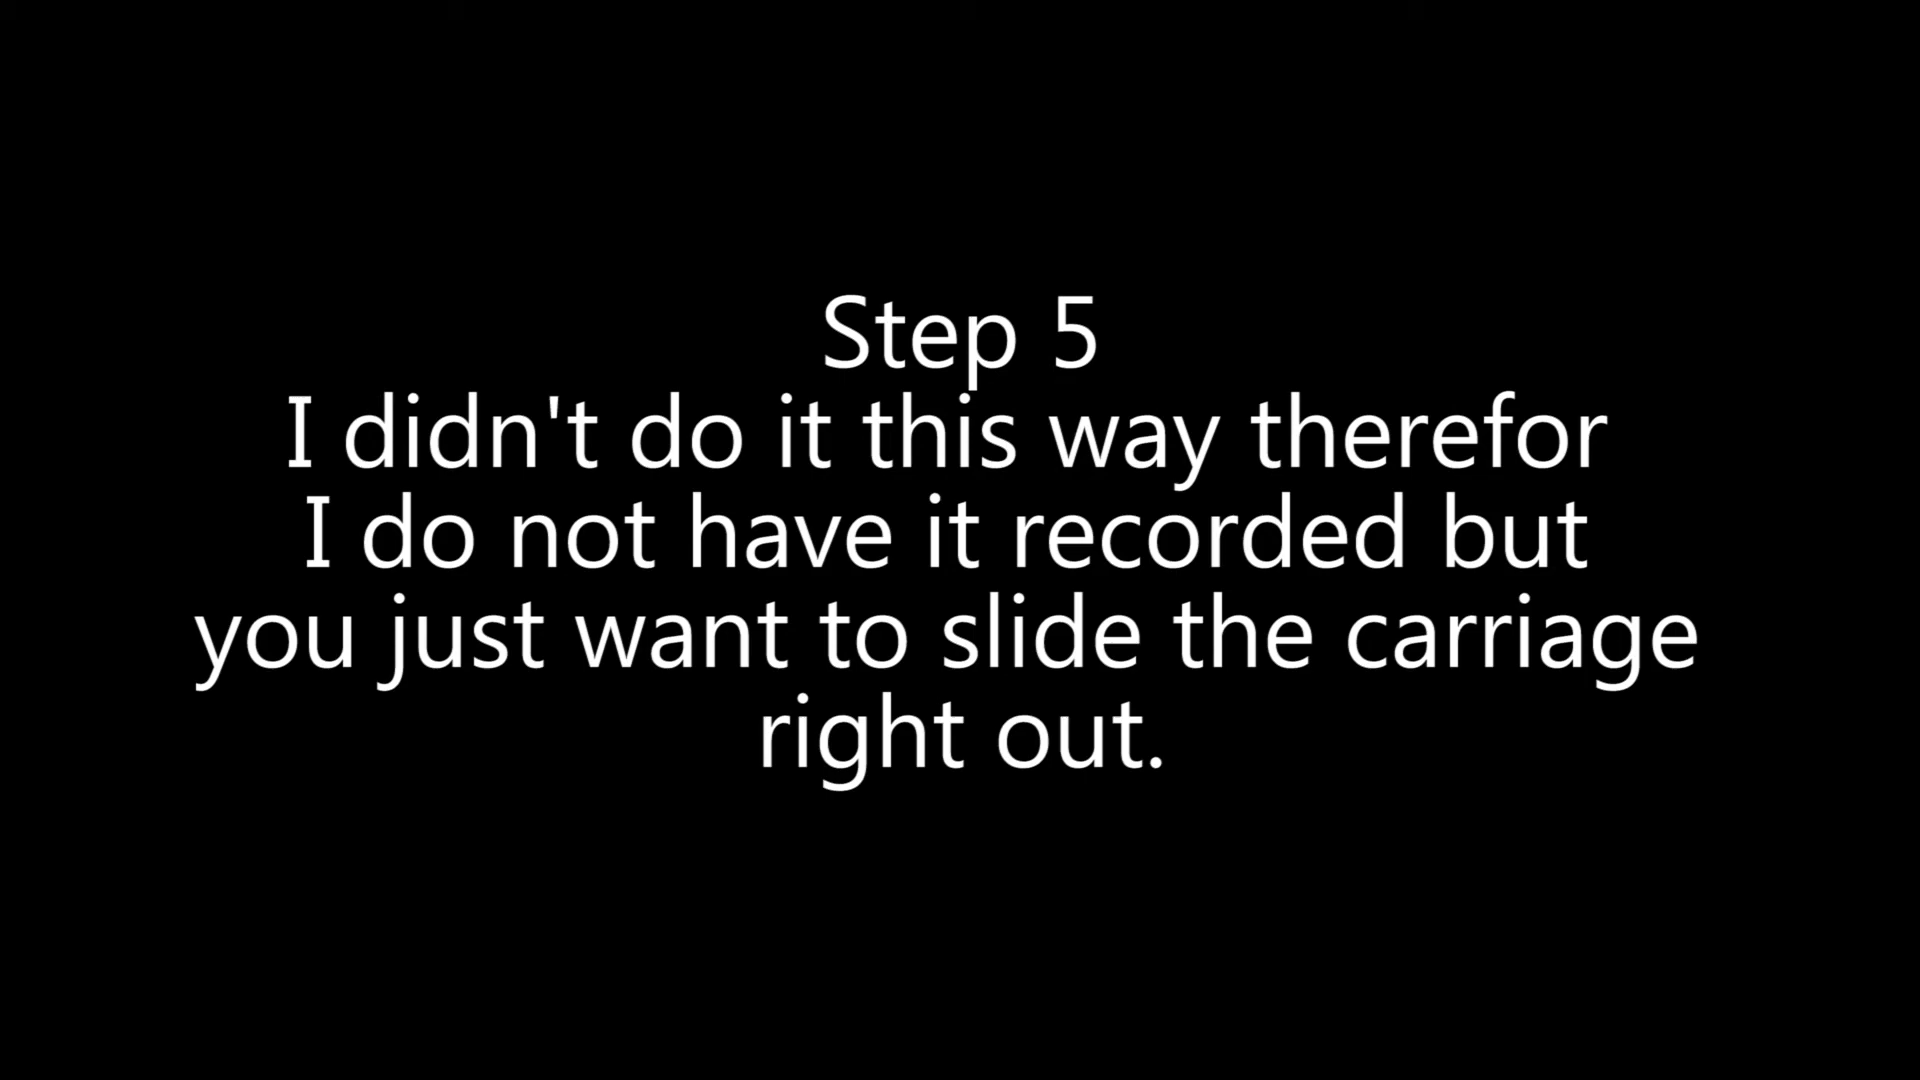 Step 5
I didn't do it this way therefor
I do not have it recorded but
you just want to slide the carriage
right out.